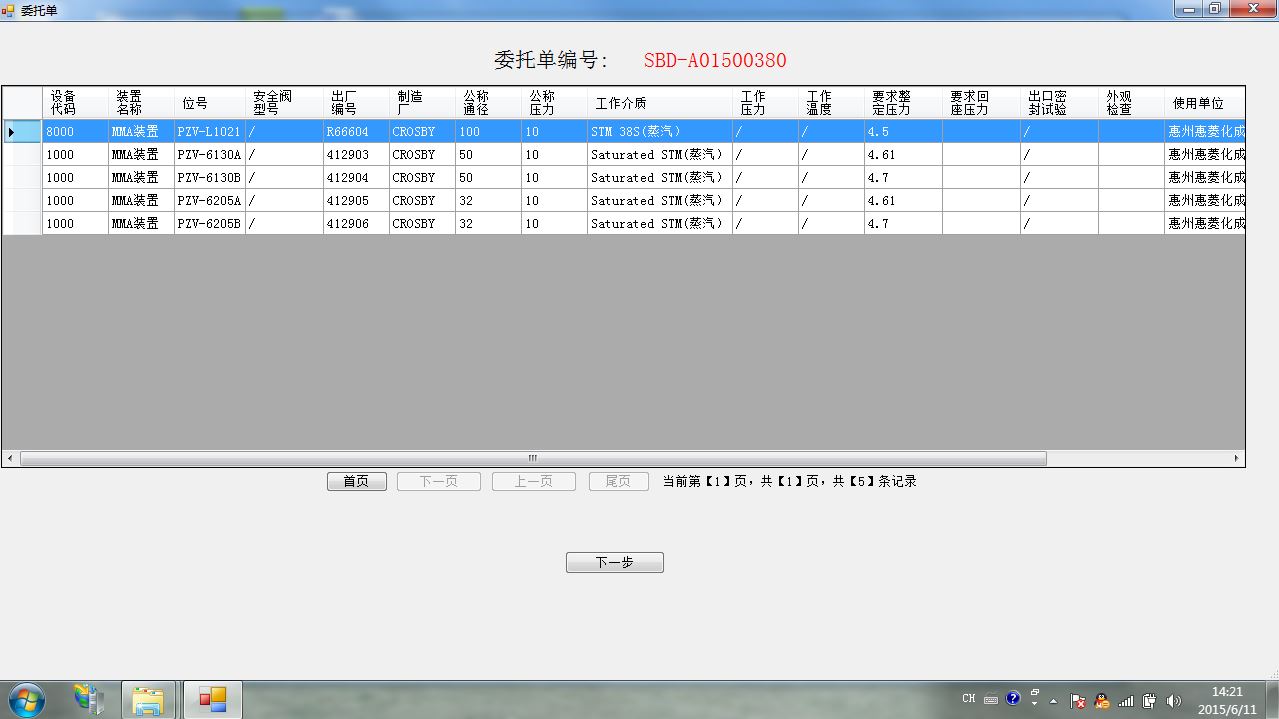 委托单
委托单编号: SBD-A01500380
设备代码 装置名称 位号 安全阀型号 出厂编号 制造厂 公称通径 公称压力 工作介质 工作压力 工作温度 要求整定压力 要求回座压力 出口密封试验 外观检查 使用单位
8000 MMA装置 PZV-L1021 / R66604 CROSBY 100 10 STM 38S(蒸汽) / / 4.5 / 惠州惠菱化成
1000 MMA装置 PZV-6130A / 412903 CROSBY 50 10 Saturated STM(蒸汽) / / 4.61 / 惠州惠菱化成
1000 MMA装置 PZV-6130B / 412904 CROSBY 50 10 Saturated STM(蒸汽) / / 4.7 / 惠州惠菱化成
1000 MMA装置 PZV-6205A / 412905 CROSBY 32 10 Saturated STM(蒸汽) / / 4.61 / 惠州惠菱化成
1000 MMA装置 PZV-6205B / 412906 CROSBY 32 10 Saturated STM(蒸汽) / / 4.7 / 惠州惠菱化成
首页 下一页 上一页 尾页 当前第【1】页，共【1】页，共【5】条记录
下一步
CH
14:21
2015/6/11